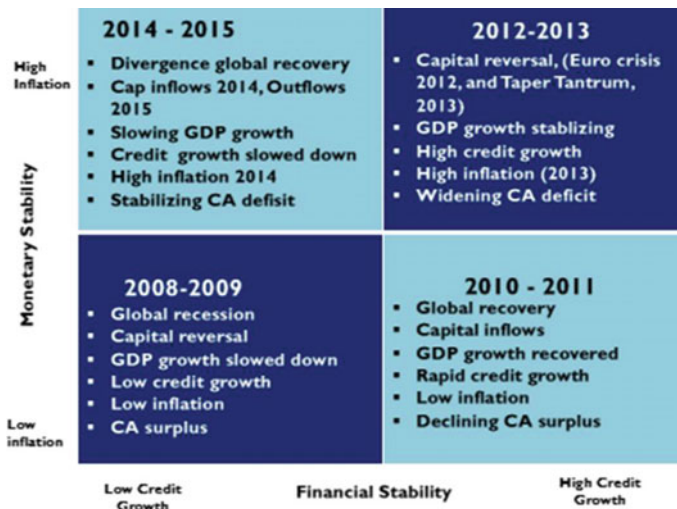 High
Inflation
Monetary Stability
2014 - 2015
▪ Divergence global recovery
▪ Cap inflows 2014, Outflows
2015
▪ Slowing GDP growth
▪ Credit growth slowed down
▪ High inflation 2014
▪ Stabilizing CA defisit
2012-2013
▪ Capital reversal, (Euro crisis
2012, and Taper Tantrum,
2013)
▪ GDP growth stablizing
▪ High credit growth
▪ High inflation (2013)
▪ Widening CA deficit
2008-2009
▪ Global recession
▪ Capital reversal
▪ GDP growth slowed down
▪ Low credit growth
▪ Low inflation
▪ CA surplus
2010 - 2011
▪ Global recovery
▪ Capital inflows
▪ GDP growth recovered
▪ Rapid credit growth
▪ Low inflation
▪ Declining CA surplus
Low
inflation
Low Credit
Growth
Financial Stability
High Credit
Growth